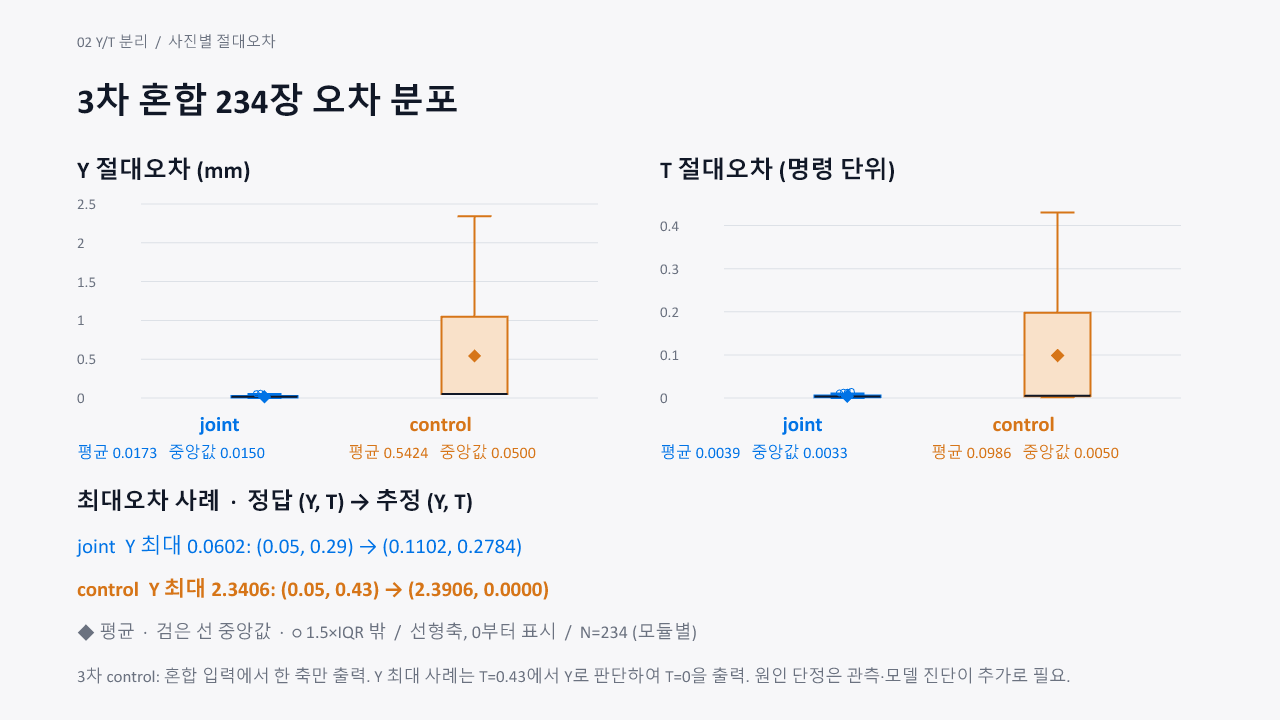 02 Y/T 분리 / 사진별 절대오차
3차 혼합 234장 오차 분포
Y 절대오차 (mm)
2.5
2
1.5
1
0.5
0
joint
control
평균 0.0173 중앙값 0.0150
평균 0.5424 중앙값 0.0500
T 절대오차 (명령 단위)
0.4
0.3
0.2
0.1
0
joint
control
평균 0.0039 중앙값 0.0033
평균 0.0986 중앙값 0.0050
최대오차 사례 · 정답 (Y, T) → 추정 (Y, T)
joint Y 최대 0.0602: (0.05, 0.29) → (0.1102, 0.2784)
control Y 최대 2.3406: (0.05, 0.43) → (2.3906, 0.0000)
◆ 평균 · 검은 선 중앙값 · ○ 1.5×IQR 밖 / 선형축, 0부터 표시 / N=234 (모듈별)
3차 control: 혼합 입력에서 한 축만 출력. Y 최대 사례는 T=0.43에서 Y로 판단하여 T=0을 출력. 원인 단정은 관측·모델 진단이 추가로 필요.